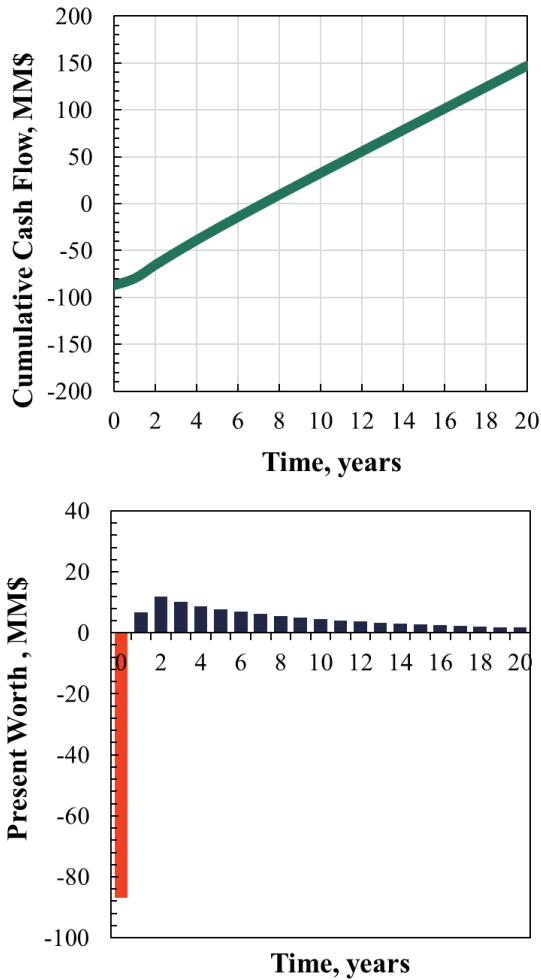 200
150
100
50
0
-50
-100
-150
-200
Cumulative Cash Flow, MM$
0 2 4 6 8 10 12 14 16 18 20
Time, years
40
20
0
-20
-40
-60
-80
-100
Present Worth , MM$
0 2 4 6 8 10 12 14 16 18 20
Time, years